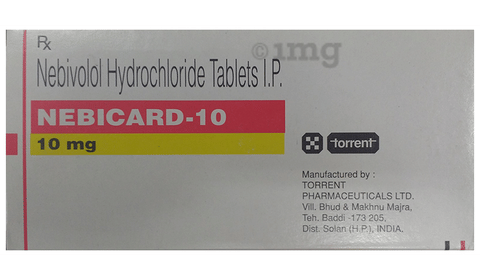 Rx
©1mg
Nebivolol Hydrochloride Tablets I.P.
NEBICARD-10
10 mg
torrent
Manufactured by :
TORRENT
PHARMACEUTICALS LTD.
Vill. Bhud & Makhnu Majra,
Teh. Baddi -173 205,
Dist. Solan (H.P.), INDIA.